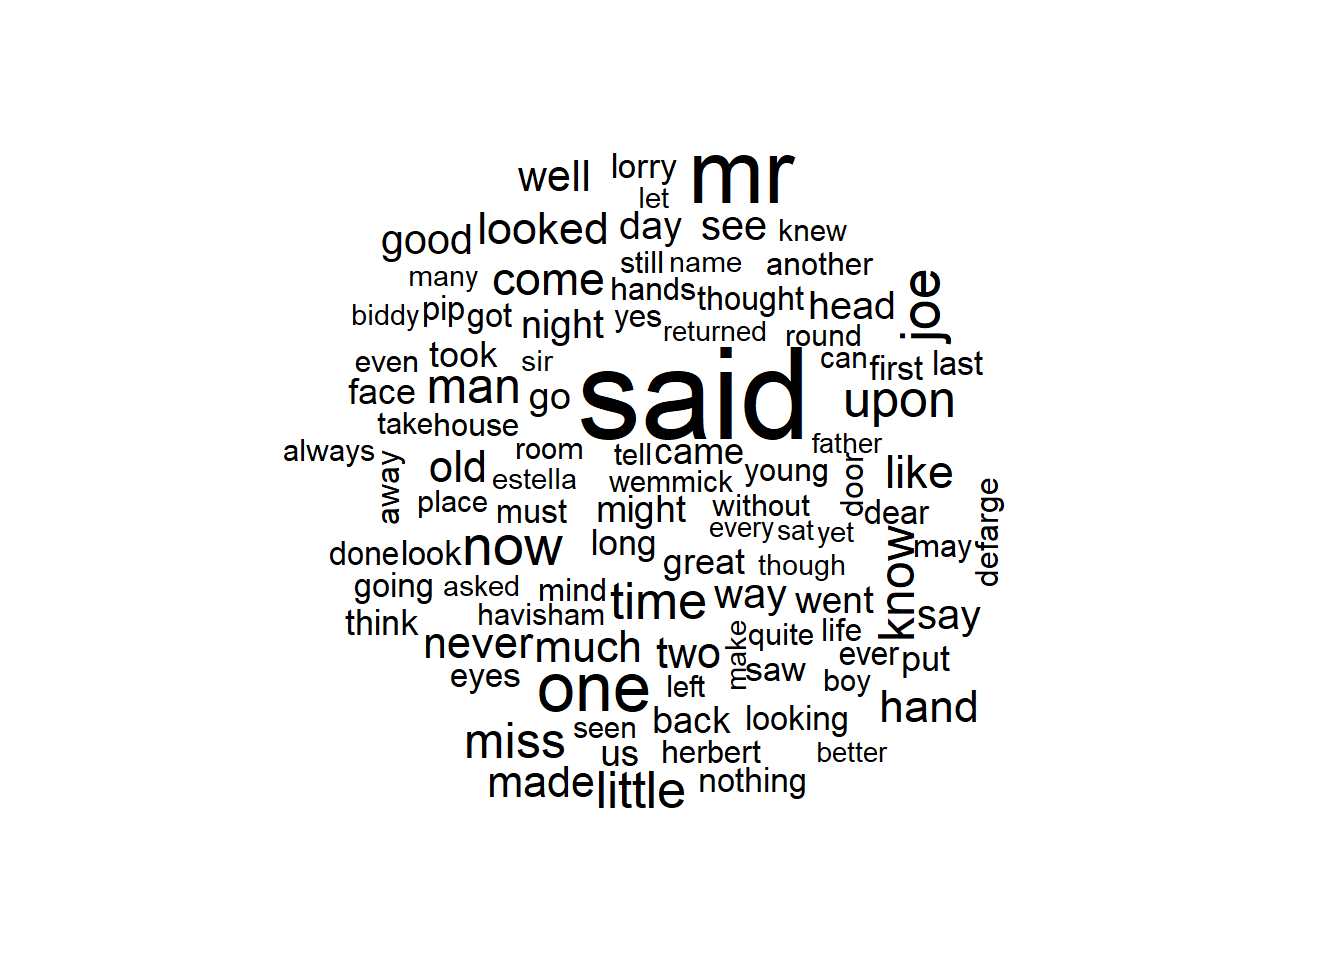 well lorry mr
let
good looked day see knew
many come still name another
hands thought head joe
biddy pip got night yes returned round
even took sir said can first last
face man go upon
take house
always room tell came father
away old estella wemmick young door like
place must might without dear defarge
every sat yet
done look now long great though know may
going asked mind time way went say
think havisham
never much two make quite life
eyes saw ever put
one left boy hand
miss seen back looking
us herbert better
made little nothing